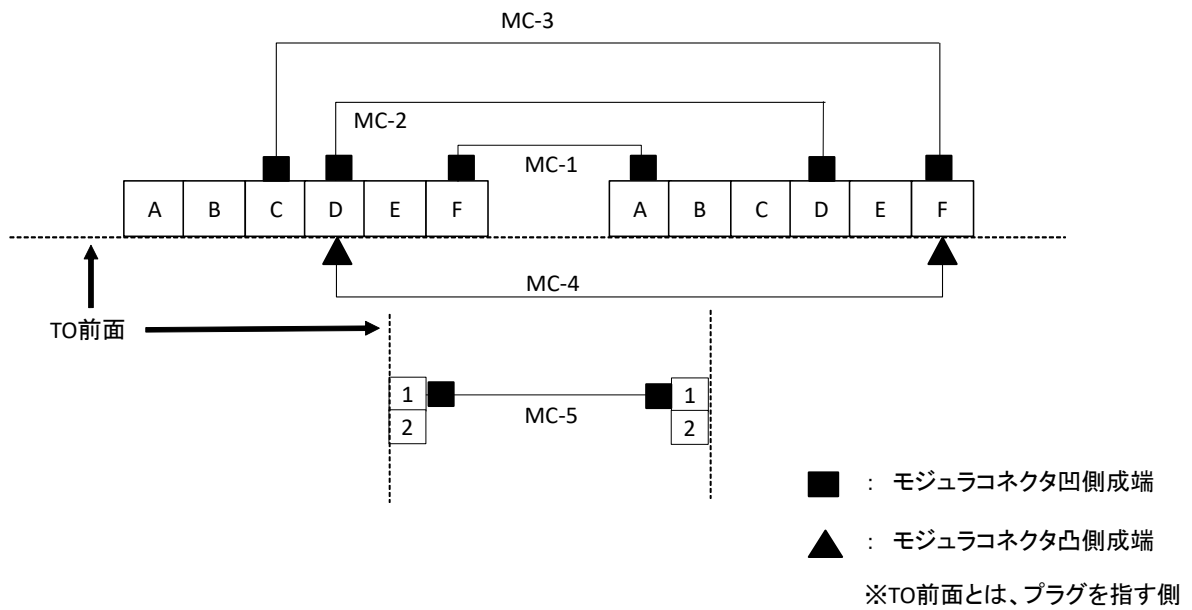 MC-3
MC-2
MC-1
A B C D E F
A B C D E F
MC-4
TO前面
1
2
MC-5
1
2
： モジュラコネクタ凹側成端
： モジュラコネクタ凸側成端
※TO前面とは、プラグを指す側